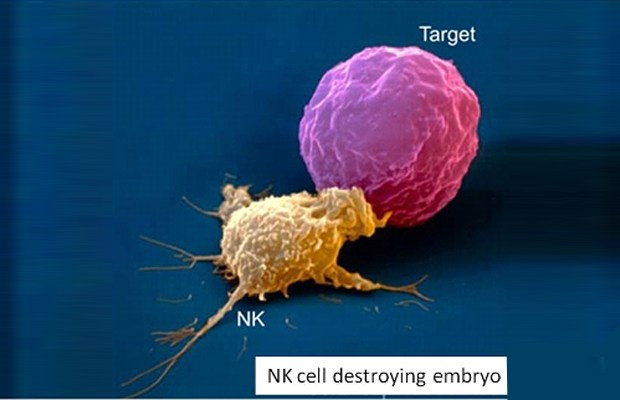 Target
NK
NK cell destroying embryo